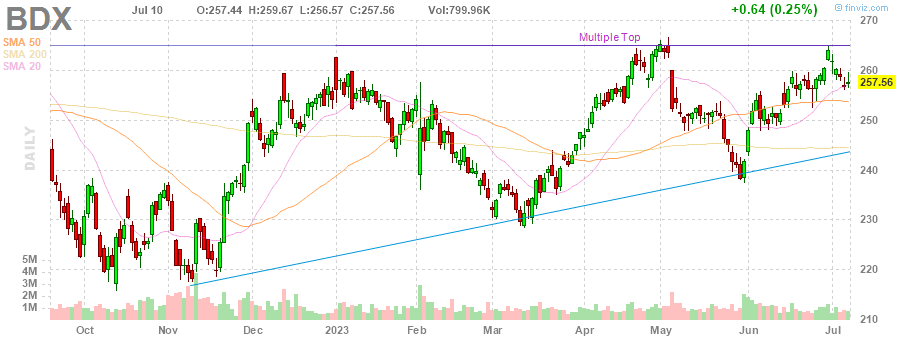 BDX Jul 10 O:257.44 H:259.67 L:256.57 C:257.56 Vol:799.96K +0.64 (0.25%)
© finviz.com
SMA 50
SMA 200
SMA 20
Multiple Top
DAILY
270
260
257.56
250
240
230
220
210
5M
4M
3M
2M
1M
Oct Nov Dec 2023 Feb Mar Apr May Jun Jul